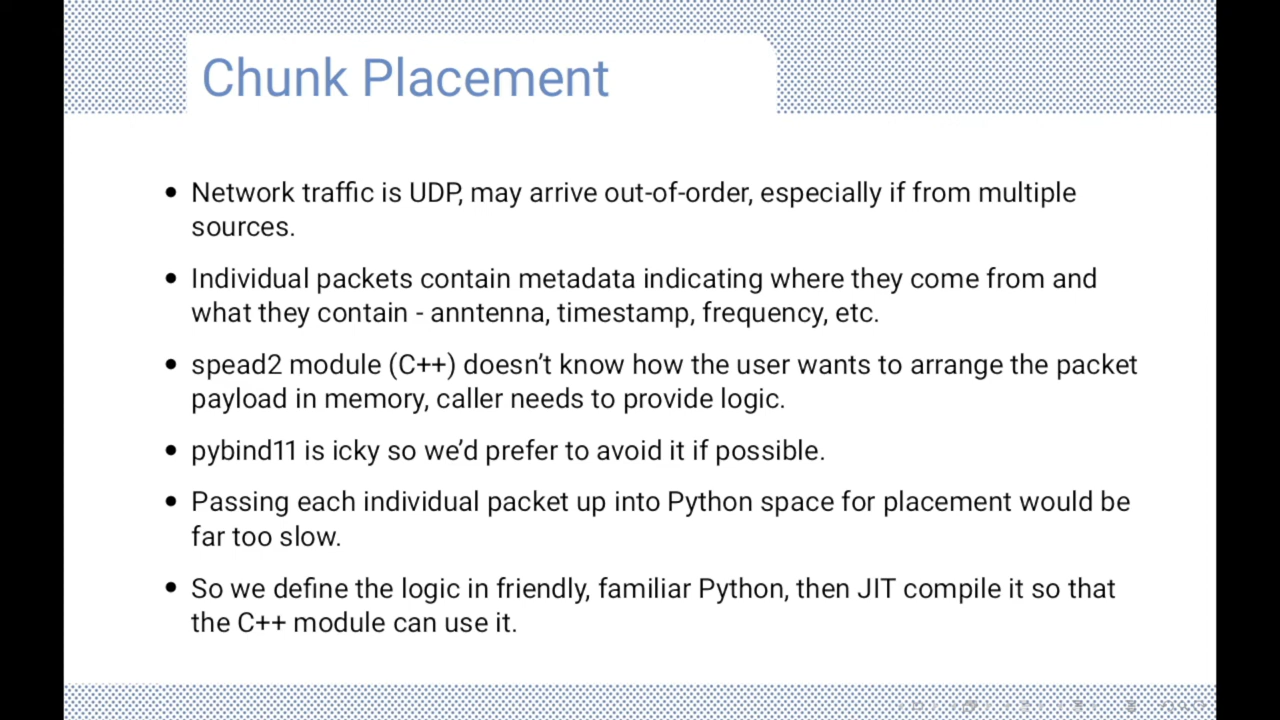 Chunk Placement
• Network traffic is UDP, may arrive out-of-order, especially if from multiple
sources.
• Individual packets contain metadata indicating where they come from and
what they contain - anntenna, timestamp, frequency, etc.
• spead2 module (C++) doesn’t know how the user wants to arrange the packet
payload in memory, caller needs to provide logic.
• pybind11 is icky so we’d prefer to avoid it if possible.
• Passing each individual packet up into Python space for placement would be
far too slow.
• So we define the logic in friendly, familiar Python, then JIT compile it so that
the C++ module can use it.